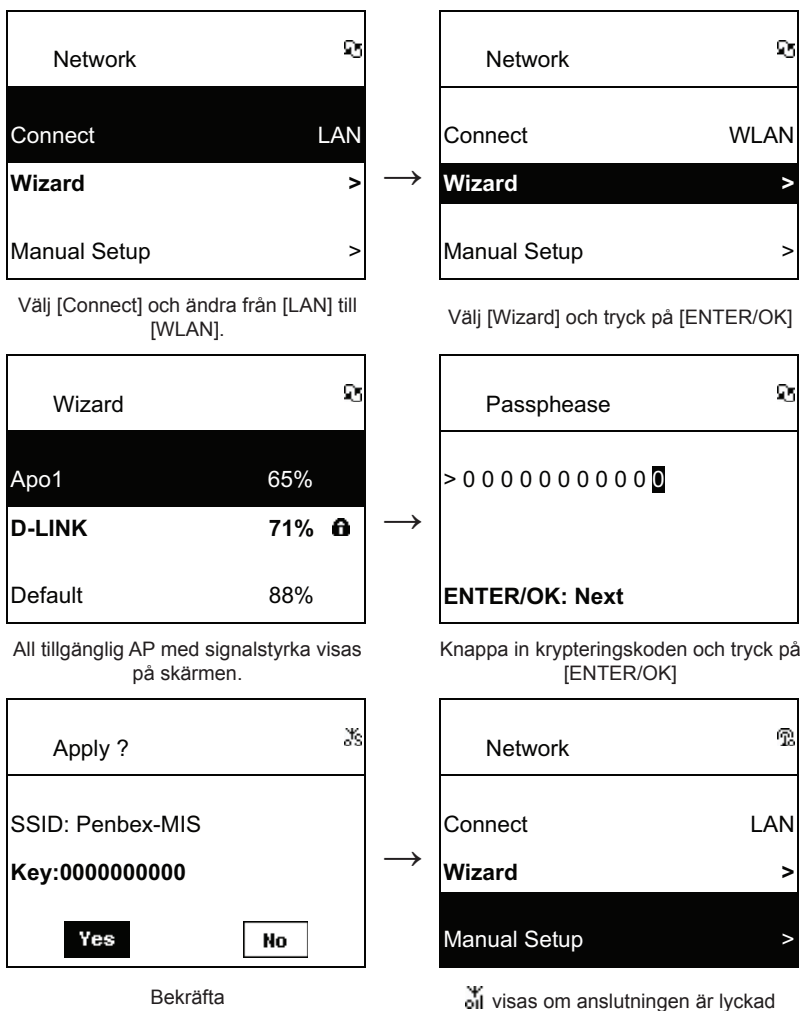 Network
Connect LAN
Wizard >
Manual Setup >
Välj [Connect] och ändra från [LAN] till
[WLAN].
→
Network
Connect WLAN
Wizard >
Manual Setup >
Välj [Wizard] och tryck på [ENTER/OK]
Wizard
Apo1 65%
D-LINK 71%
Default 88%
All tillgänglig AP med signalstyrka visas
på skärmen.
→
Passphease
> 0 0 0 0 0 0 0 0 0 0 0
ENTER/OK: Next
Knappa in krypteringskoden och tryck på
[ENTER/OK]
Apply ?
SSID: Penbex-MIS
Key:0000000000
Yes No
Bekräfta
→
Network
Connect LAN
Wizard >
Manual Setup >
visas om anslutningen är lyckad